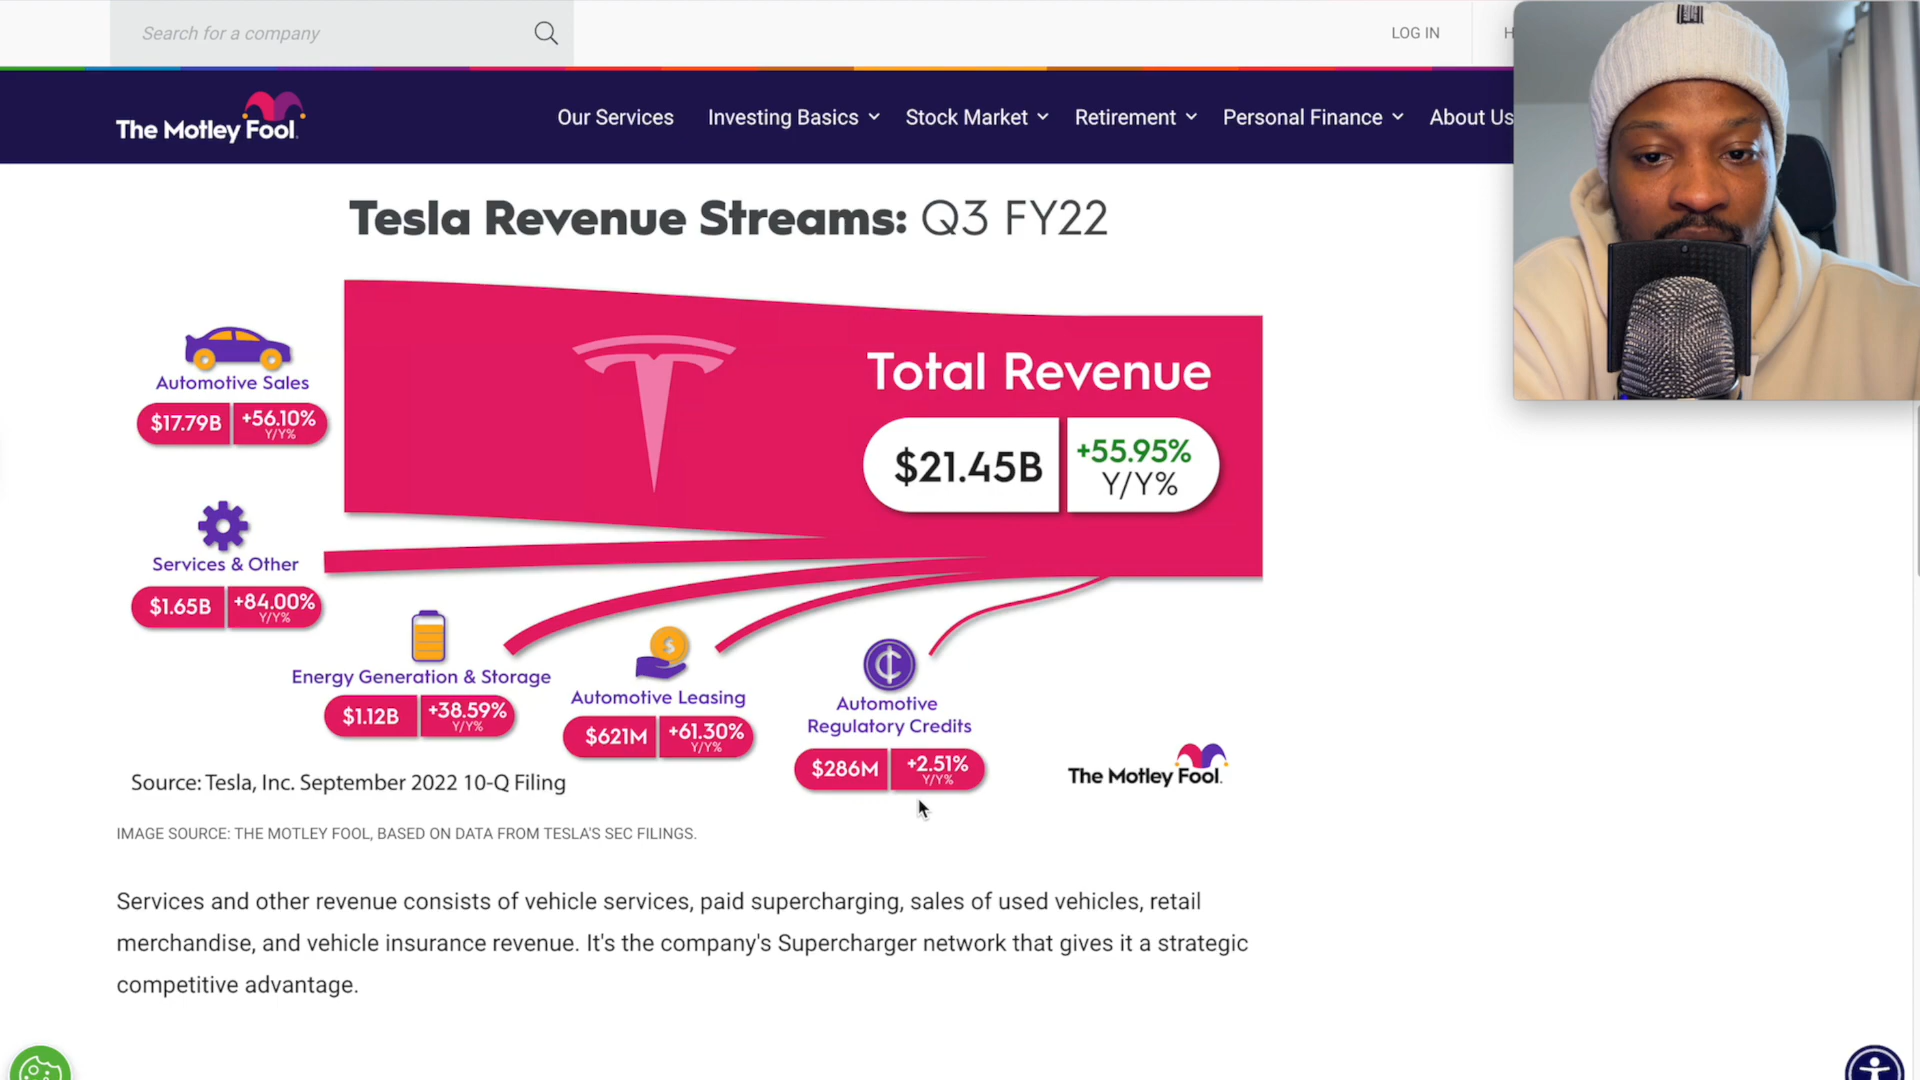 Search for a company
LOG IN
H
The Motley Fool.
Our Services
Investing Basics
Stock Market
Retirement
Personal Finance
About Us
Tesla Revenue Streams: Q3 FY22
Total Revenue
$21.45B
+55.95%
Y/Y%
Automotive Sales
$17.79B
+56.10%
Y/Y%
Services & Other
$1.65B
+84.00%
Y/Y%
Energy Generation & Storage
$1.12B
+38.59%
Y/Y%
Automotive Leasing
$621M
+61.30%
Y/Y%
Automotive
Regulatory Credits
$286M
+2.51%
Y/Y%
The Motley Fool.
Source: Tesla, Inc. September 2022 10-Q Filing
IMAGE SOURCE: THE MOTLEY FOOL, BASED ON DATA FROM TESLA'S SEC FILINGS.
Services and other revenue consists of vehicle services, paid supercharging, sales of used vehicles, retail
merchandise, and vehicle insurance revenue. It's the company's Supercharger network that gives it a strategic
competitive advantage.